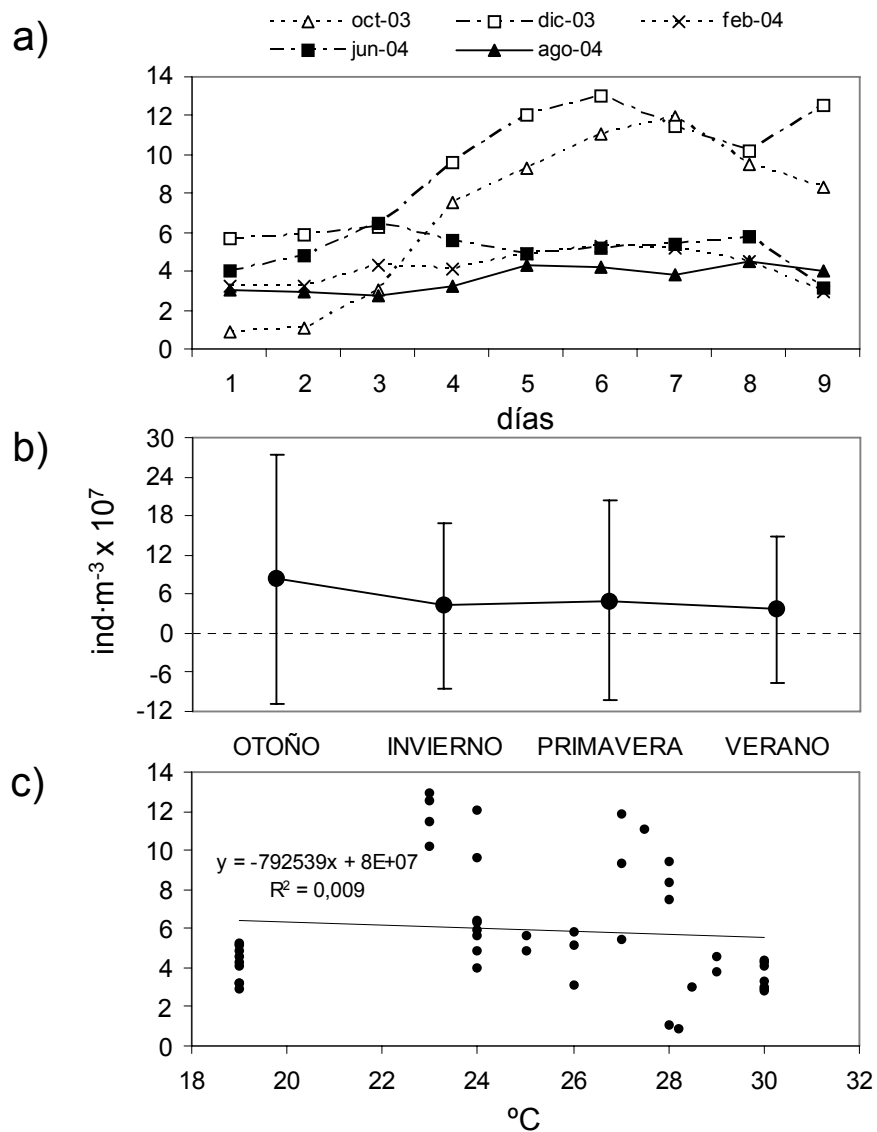 a)
oct-03 dic-03 feb-04
jun-04 ago-04
14
12
10
8
6
4
2
0
1 2 3 4 5 6 7 8 9
días
b)
30
24
18
12
6
0
-6
-12
ind·m⁻³ x 10⁷
OTOÑO INVIERNO PRIMAVERA VERANO
c)
14
12
10
8
6
4
2
0
y = -792539x + 8E+07
R² = 0,009
18 20 22 24 26 28 30 32
ºC